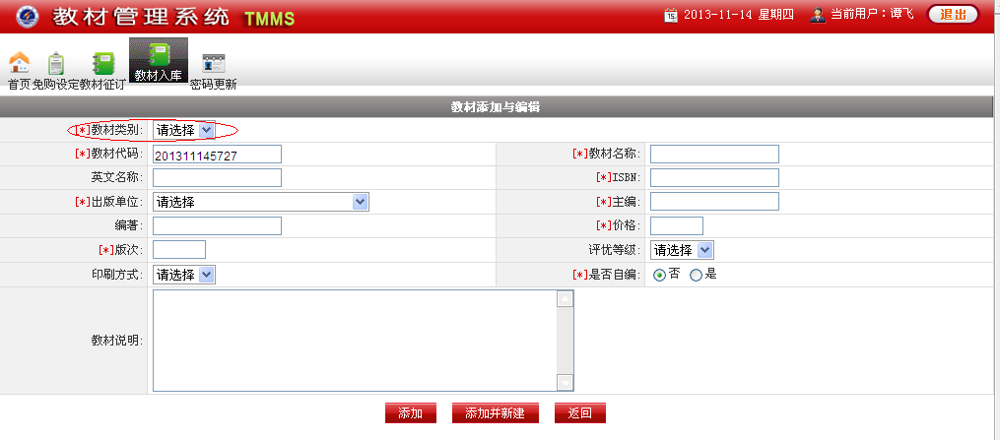 教材管理系统 TMMS
15 2013-11-14 星期四 当前用户：谭飞 退出
首页 免购设定 教材征订 教材入库 密码更新
教材添加与编辑
[*]教材类别: 请选择
[*]教材代码: 201311145727 [*]教材名称:
英文名称: [*]ISBN:
[*]出版单位: 请选择 [*]主编:
编著: [*]价格:
[*]版次: 评优等级: 请选择
印刷方式: 请选择 [*]是否自编: 否 是
教材说明:
添加 添加并新建 返回